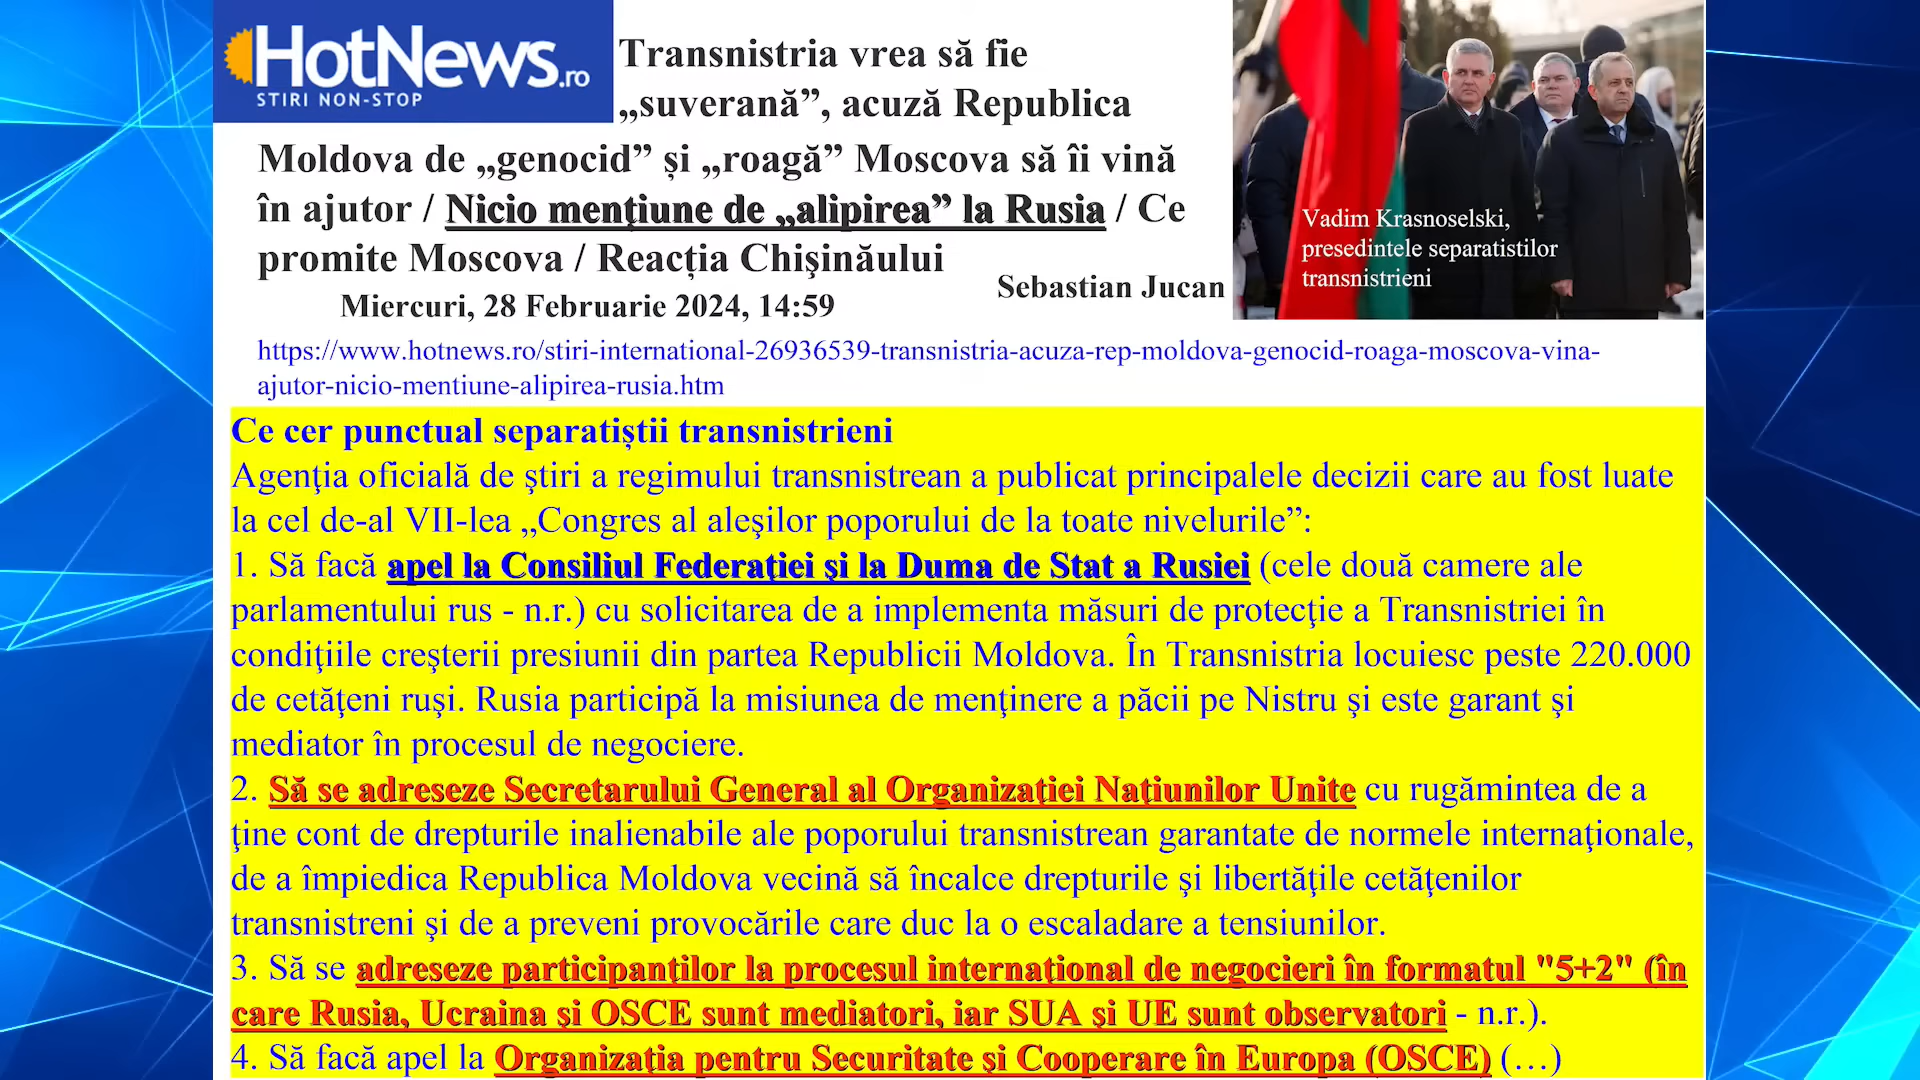 HotNews.ro
STIRI NON-STOP
Transnistria vrea să fie
„suverană”, acuză Republica
Moldova de „genocid” și „roagă” Moscova să îi vină
în ajutor / Nicio menţiune de „alipirea” la Rusia / Ce
promite Moscova / Reacția Chişinăului
Sebastian Jucan
Miercuri, 28 Februarie 2024, 14:59
Vadim Krasnoselski,
presedintele separatistilor
transnistrieni
https://www.hotnews.ro/stiri-international-26936539-transnistria-acuza-rep-moldova-genocid-roaga-moscova-vina-
ajutor-nicio-mentiune-alipirea-rusia.htm
Ce cer punctual separatiștii transnistrieni
Agenţia oficială de ştiri a regimului transnistrean a publicat principalele decizii care au fost luate
la cel de-al VII-lea „Congres al aleşilor poporului de la toate nivelurile”:
1. Să facă apel la Consiliul Federaţiei şi la Duma de Stat a Rusiei (cele două camere ale
parlamentului rus - n.r.) cu solicitarea de a implementa măsuri de protecţie a Transnistriei în
condiţiile creşterii presiunii din partea Republicii Moldova. În Transnistria locuiesc peste 220.000
de cetăţeni ruşi. Rusia participă la misiunea de menţinere a păcii pe Nistru şi este garant şi
mediator în procesul de negociere.
2. Să se adreseze Secretarului General al Organizaţiei Naţiunilor Unite cu rugămintea de a
ţine cont de drepturile inalienabile ale poporului transnistrean garantate de normele internaţionale,
de a împiedica Republica Moldova vecină să încalce drepturile şi libertăţile cetăţenilor
transnistreni şi de a preveni provocările care duc la o escaladare a tensiunilor.
3. Să se adreseze participanţilor la procesul internaţional de negocieri în formatul "5+2" (în
care Rusia, Ucraina şi OSCE sunt mediatori, iar SUA şi UE sunt observatori - n.r.).
4. Să facă apel la Organizaţia pentru Securitate şi Cooperare în Europa (OSCE) (…)